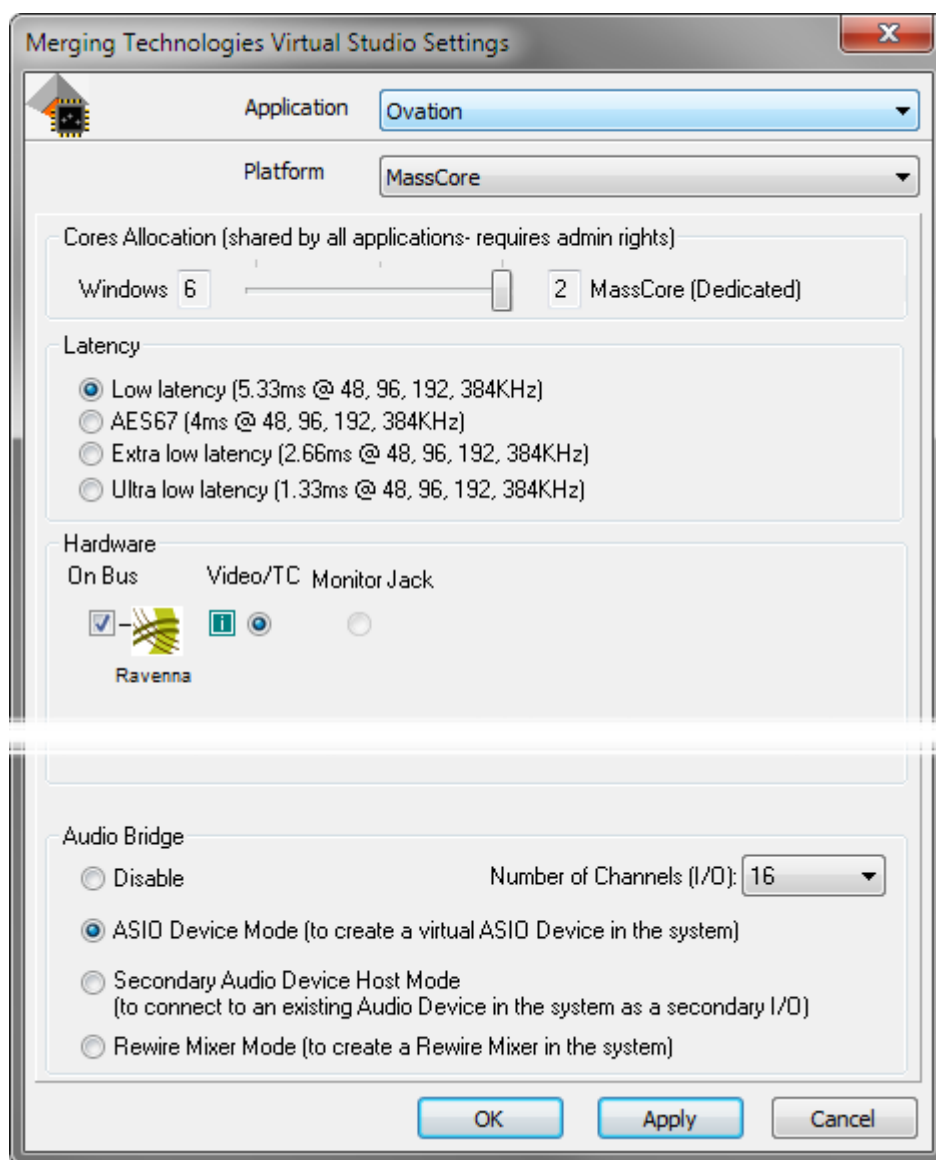 Merging Technologies Virtual Studio Settings
Application Ovation
Platform MassCore
Cores Allocation (shared by all applications- requires admin rights)
Windows 6 2 MassCore (Dedicated)
Latency
Low latency (5.33ms @ 48, 96, 192, 384KHz)
AES67 (4ms @ 48, 96, 192, 384KHz)
Extra low latency (2.66ms @ 48, 96, 192, 384KHz)
Ultra low latency (1.33ms @ 48, 96, 192, 384KHz)
Hardware
On Bus Video/TC Monitor Jack
i
Ravenna
Audio Bridge
Disable Number of Channels (I/O): 16
ASIO Device Mode (to create a virtual ASIO Device in the system)
Secondary Audio Device Host Mode
(to connect to an existing Audio Device in the system as a secondary I/O)
Rewire Mixer Mode (to create a Rewire Mixer in the system)
OK Apply Cancel